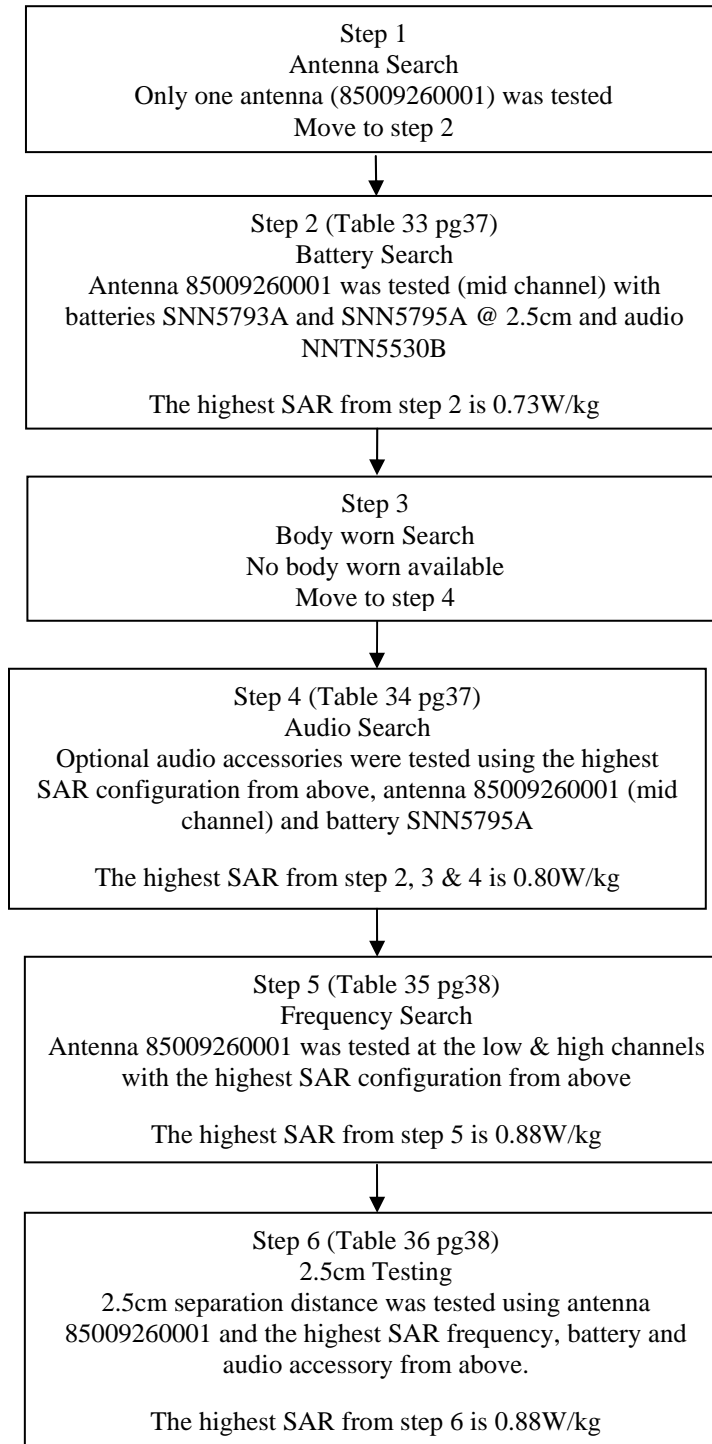 Step 1
Antenna Search
Only one antenna (85009260001) was tested
Move to step 2
Step 2 (Table 33 pg37)
Battery Search
Antenna 85009260001 was tested (mid channel) with
batteries SNN5793A and SNN5795A @ 2.5cm and audio
NNTN5530B
The highest SAR from step 2 is 0.73W/kg
Step 3
Body worn Search
No body worn available
Move to step 4
Step 4 (Table 34 pg37)
Audio Search
Optional audio accessories were tested using the highest
SAR configuration from above, antenna 85009260001 (mid
channel) and battery SNN5795A
The highest SAR from step 2, 3 & 4 is 0.80W/kg
Step 5 (Table 35 pg38)
Frequency Search
Antenna 85009260001 was tested at the low & high channels
with the highest SAR configuration from above
The highest SAR from step 5 is 0.88W/kg
Step 6 (Table 36 pg38)
2.5cm Testing
2.5cm separation distance was tested using antenna
85009260001 and the highest SAR frequency, battery and
audio accessory from above.
The highest SAR from step 6 is 0.88W/kg